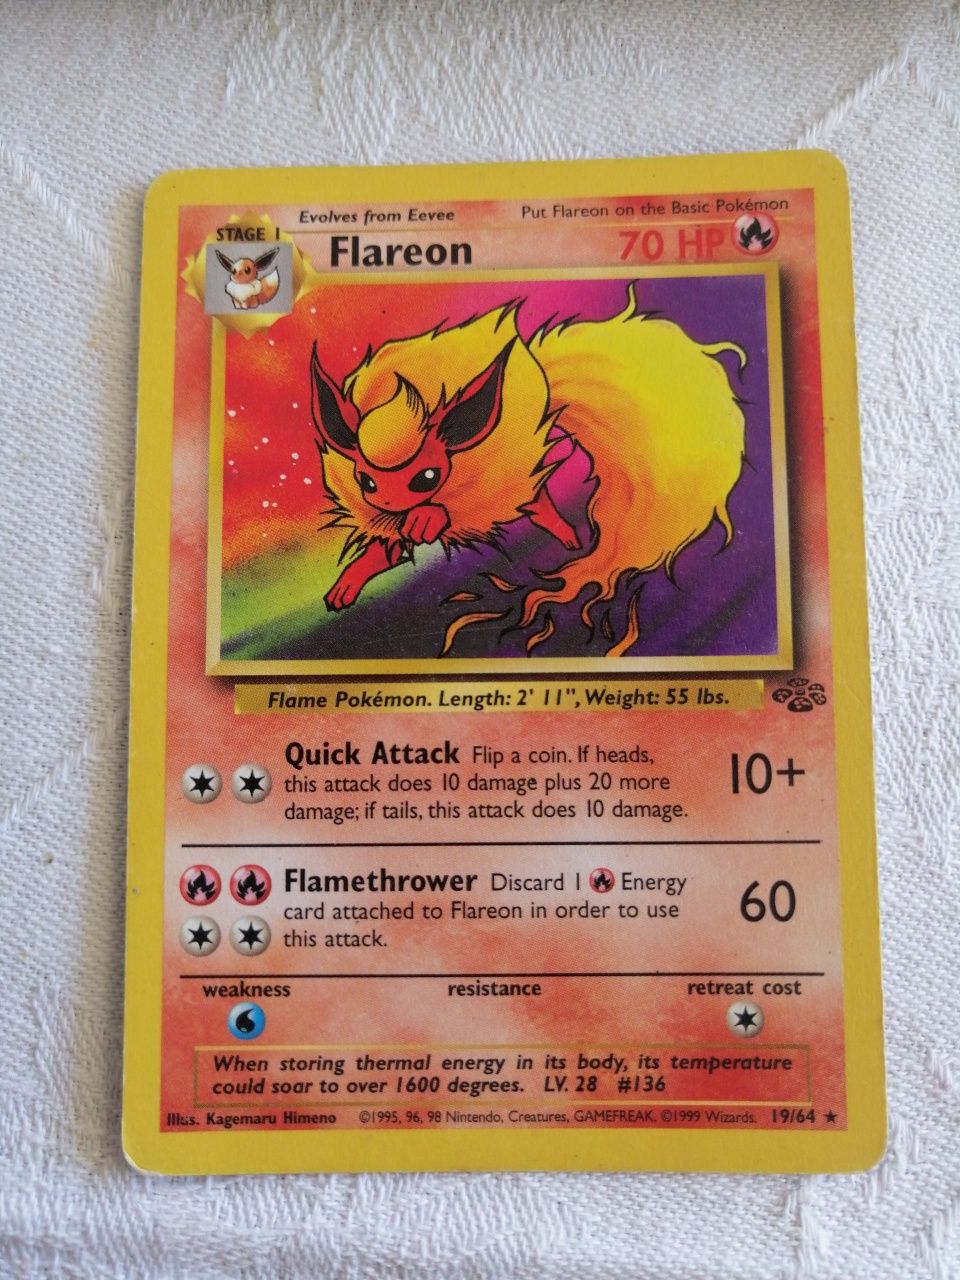 Evolves from Eevee
Put Flareon on the Basic Pokémon
STAGE 1
Flareon
70 HP
Flame Pokémon. Length: 2' 11", Weight: 55 lbs.
Quick Attack Flip a coin. If heads,
this attack does 10 damage plus 20 more
damage; if tails, this attack does 10 damage.
10+
Flamethrower Discard 1 Energy
card attached to Flareon in order to use
this attack.
60
weakness
resistance
retreat cost
When storing thermal energy in its body, its temperature
could soar to over 1600 degrees. LV. 28 #136
Illus. Kagemaru Himeno ©1995, 96, 98 Nintendo, Creatures, GAMEFREAK. ©1999 Wizards. 19/64 ★